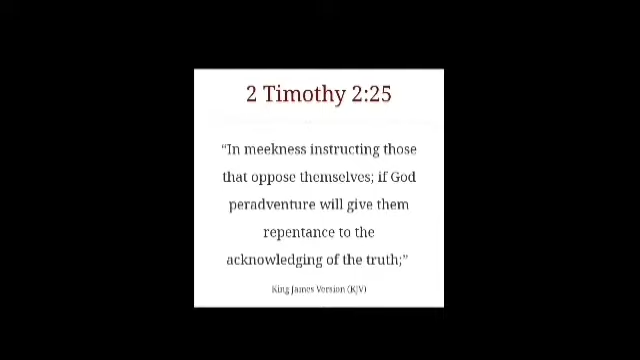 2 Timothy 2:25
“In meekness instructing those
that oppose themselves; if God
peradventure will give them
repentance to the
acknowledging of the truth;”
King James Version (KJV)